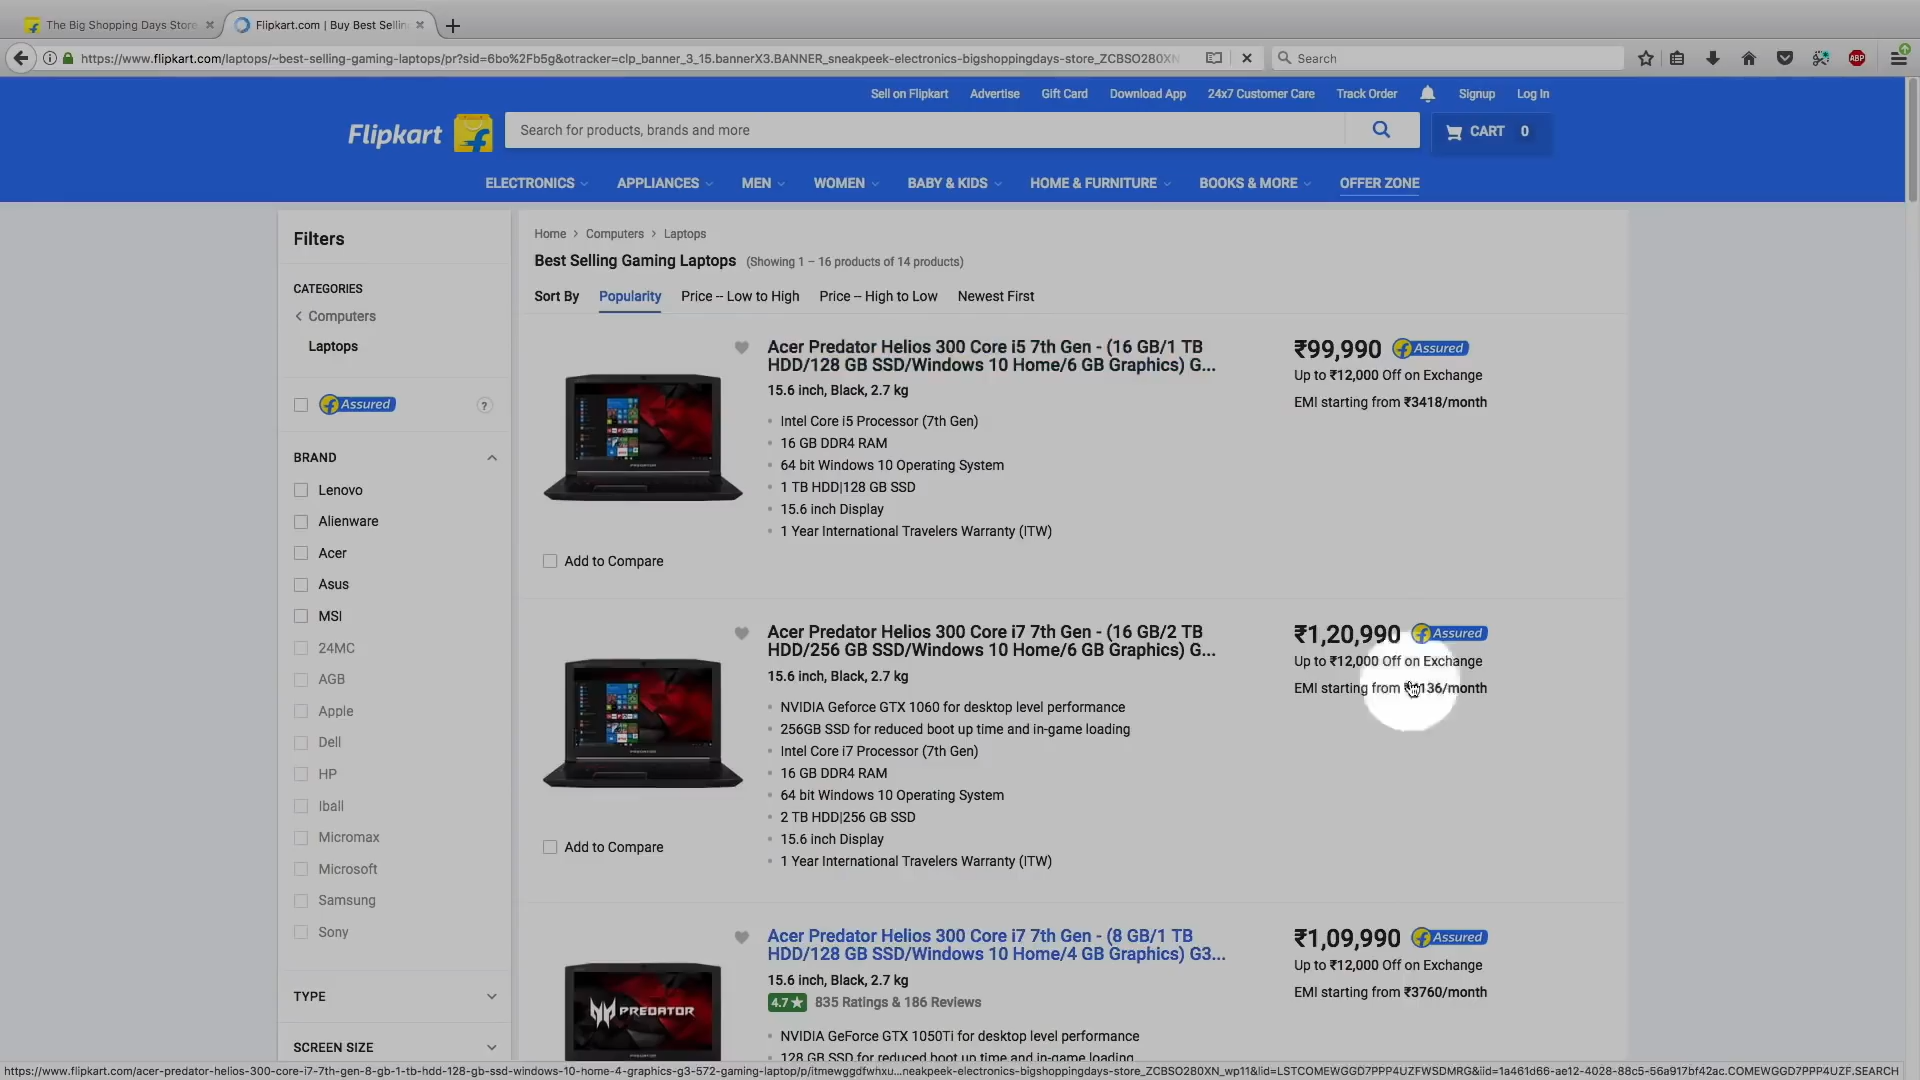 The Big Shopping Days Store
Flipkart.com | Buy Best Sellin
https://www.flipkart.com/laptops/~best-selling-gaming-laptops/pr?sid=6bo%2Fb5g&otracker=clp_banner_3_15.bannerX3.BANNER_sneakpeek-electronics-bigshoppingdays-store_ZCBSO280XN
Search
ABP
Sell on Flipkart
Advertise
Gift Card
Download App
24x7 Customer Care
Track Order
Signup
Log In
Flipkart
Search for products, brands and more
CART 0
ELECTRONICS
APPLIANCES
MEN
WOMEN
BABY & KIDS
HOME & FURNITURE
BOOKS & MORE
OFFER ZONE
Filters
CATEGORIES
Computers
Laptops
Assured
?
BRAND
Lenovo
Alienware
Acer
Asus
MSI
24MC
AGB
Apple
Dell
HP
Iball
Micromax
Microsoft
Samsung
Sony
TYPE
SCREEN SIZE
Home > Computers > Laptops
Best Selling Gaming Laptops (Showing 1 – 16 products of 14 products)
Sort By Popularity Price -- Low to High Price -- High to Low Newest First
Acer Predator Helios 300 Core i5 7th Gen - (16 GB/1 TB
HDD/128 GB SSD/Windows 10 Home/6 GB Graphics) G...
15.6 inch, Black, 2.7 kg
Intel Core i5 Processor (7th Gen)
16 GB DDR4 RAM
64 bit Windows 10 Operating System
1 TB HDD|128 GB SSD
15.6 inch Display
1 Year International Travelers Warranty (ITW)
Add to Compare
₹99,990 Assured
Up to ₹12,000 Off on Exchange
EMI starting from ₹3418/month
Acer Predator Helios 300 Core i7 7th Gen - (16 GB/2 TB
HDD/256 GB SSD/Windows 10 Home/6 GB Graphics) G...
15.6 inch, Black, 2.7 kg
NVIDIA Geforce GTX 1060 for desktop level performance
256GB SSD for reduced boot up time and in-game loading
Intel Core i7 Processor (7th Gen)
16 GB DDR4 RAM
64 bit Windows 10 Operating System
2 TB HDD|256 GB SSD
15.6 inch Display
1 Year International Travelers Warranty (ITW)
Add to Compare
₹1,20,990 Assured
Up to ₹12,000 Off on Exchange
EMI starting from
Acer Predator Helios 300 Core i7 7th Gen - (8 GB/1 TB
HDD/128 GB SSD/Windows 10 Home/4 GB Graphics) G3...
15.6 inch, Black, 2.7 kg
4.7★ 835 Ratings & 186 Reviews
NVIDIA GeForce GTX 1050Ti for desktop level performance
128 GB SSD for reduced boot up time and in-game loading
PREDATOR
₹1,09,990 Assured
Up to ₹12,000 Off on Exchange
EMI starting from ₹3760/month
https://www.flipkart.com/acer-predator-helios-300-core-i7-7th-gen-8-gb-1-tb-hdd-128-gb-ssd-windows-10-home-4-graphics-g3-572-gaming-laptop/p/itmewggdfwhxu...neakpeek-electronics-bigshoppingdays-store_ZCBSO280XN_wp11&lid=LSTCOMEWGGD7PPP4UZFWSDMRG&iid=1a461d66-ae12-4028-88c5-56a917bf42ac.COMEWGGD7PPP4UZF.SEARCH